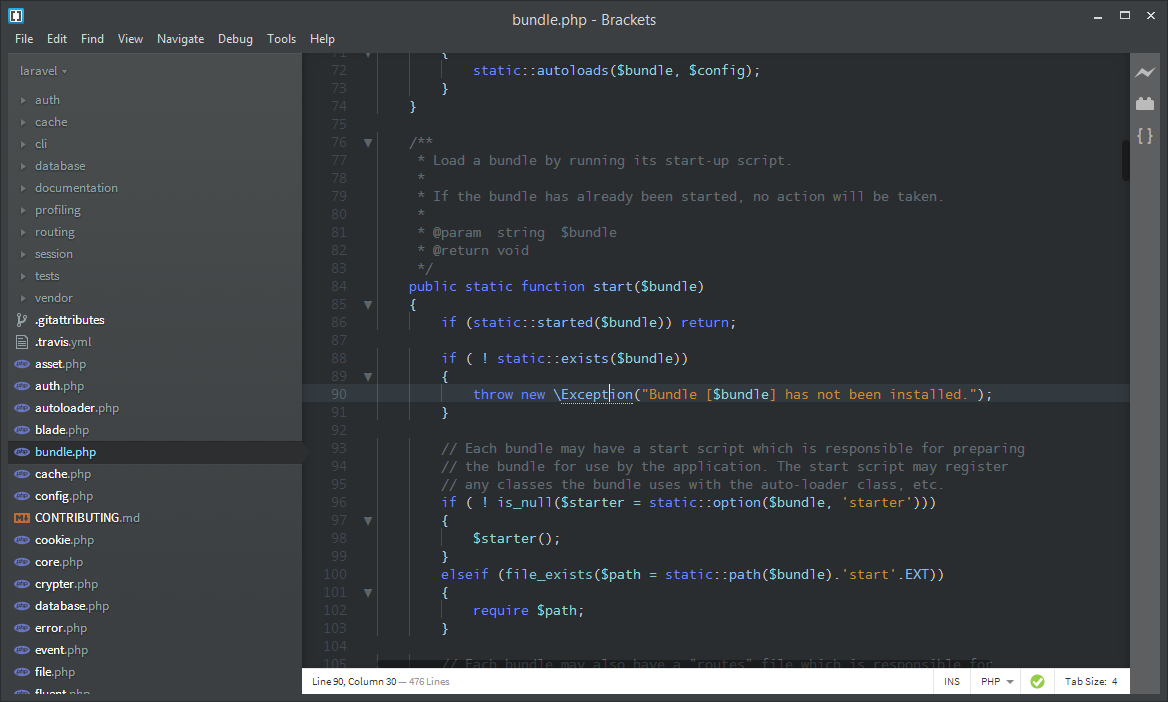 bundle.php - Brackets
File Edit Find View Navigate Debug Tools Help
laravel
auth
cache
cli
database
documentation
profiling
routing
session
tests
vendor
.gitattributes
.travis.yml
asset.php
auth.php
autoloader.php
blade.php
bundle.php
cache.php
config.php
CONTRIBUTING.md
cookie.php
core.php
crypter.php
database.php
error.php
event.php
file.php
fluent.php
71 {
72 static::autoloads($bundle, $config);
73 }
74 }
75
76 /**
77 * Load a bundle by running its start-up script.
78 *
79 * If the bundle has already been started, no action will be taken.
80 *
81 * @param  string  $bundle
82 * @return void
83 */
84 public static function start($bundle)
85 {
86 if (static::started($bundle)) return;
87
88 if ( ! static::exists($bundle))
89 {
90 throw new \Exception("Bundle [$bundle] has not been installed.");
91 }
92
93 // Each bundle may have a start script which is responsible for preparing
94 // the bundle for use by the application. The start script may register
95 // any classes the bundle uses with the auto-loader class, etc.
96 if ( ! is_null($starter = static::option($bundle, 'starter')))
97 {
98 $starter();
99 }
100 elseif (file_exists($path = static::path($bundle).'start'.EXT))
101 {
102 require $path;
103 }
104
105 // Each bundle may also have a "routes" file which is responsible for
Line 90, Column 30 — 476 Lines
INS PHP Tab Size: 4